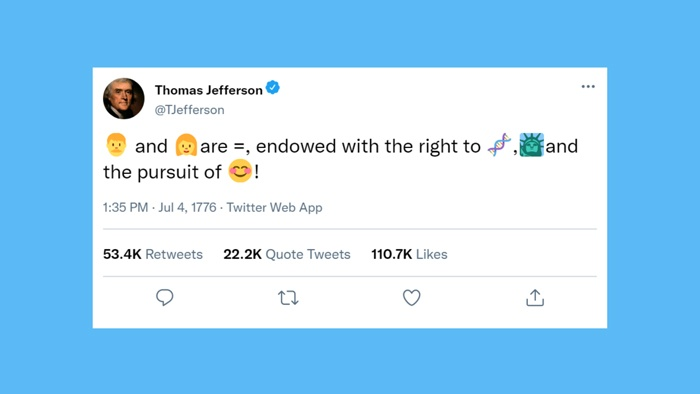 Thomas Jefferson
@TJefferson
👨 and 👩 are =, endowed with the right to 🧬,🗽and
the pursuit of 😊!
1:35 PM · Jul 4, 1776 · Twitter Web App
53.4K Retweets 22.2K Quote Tweets 110.7K Likes